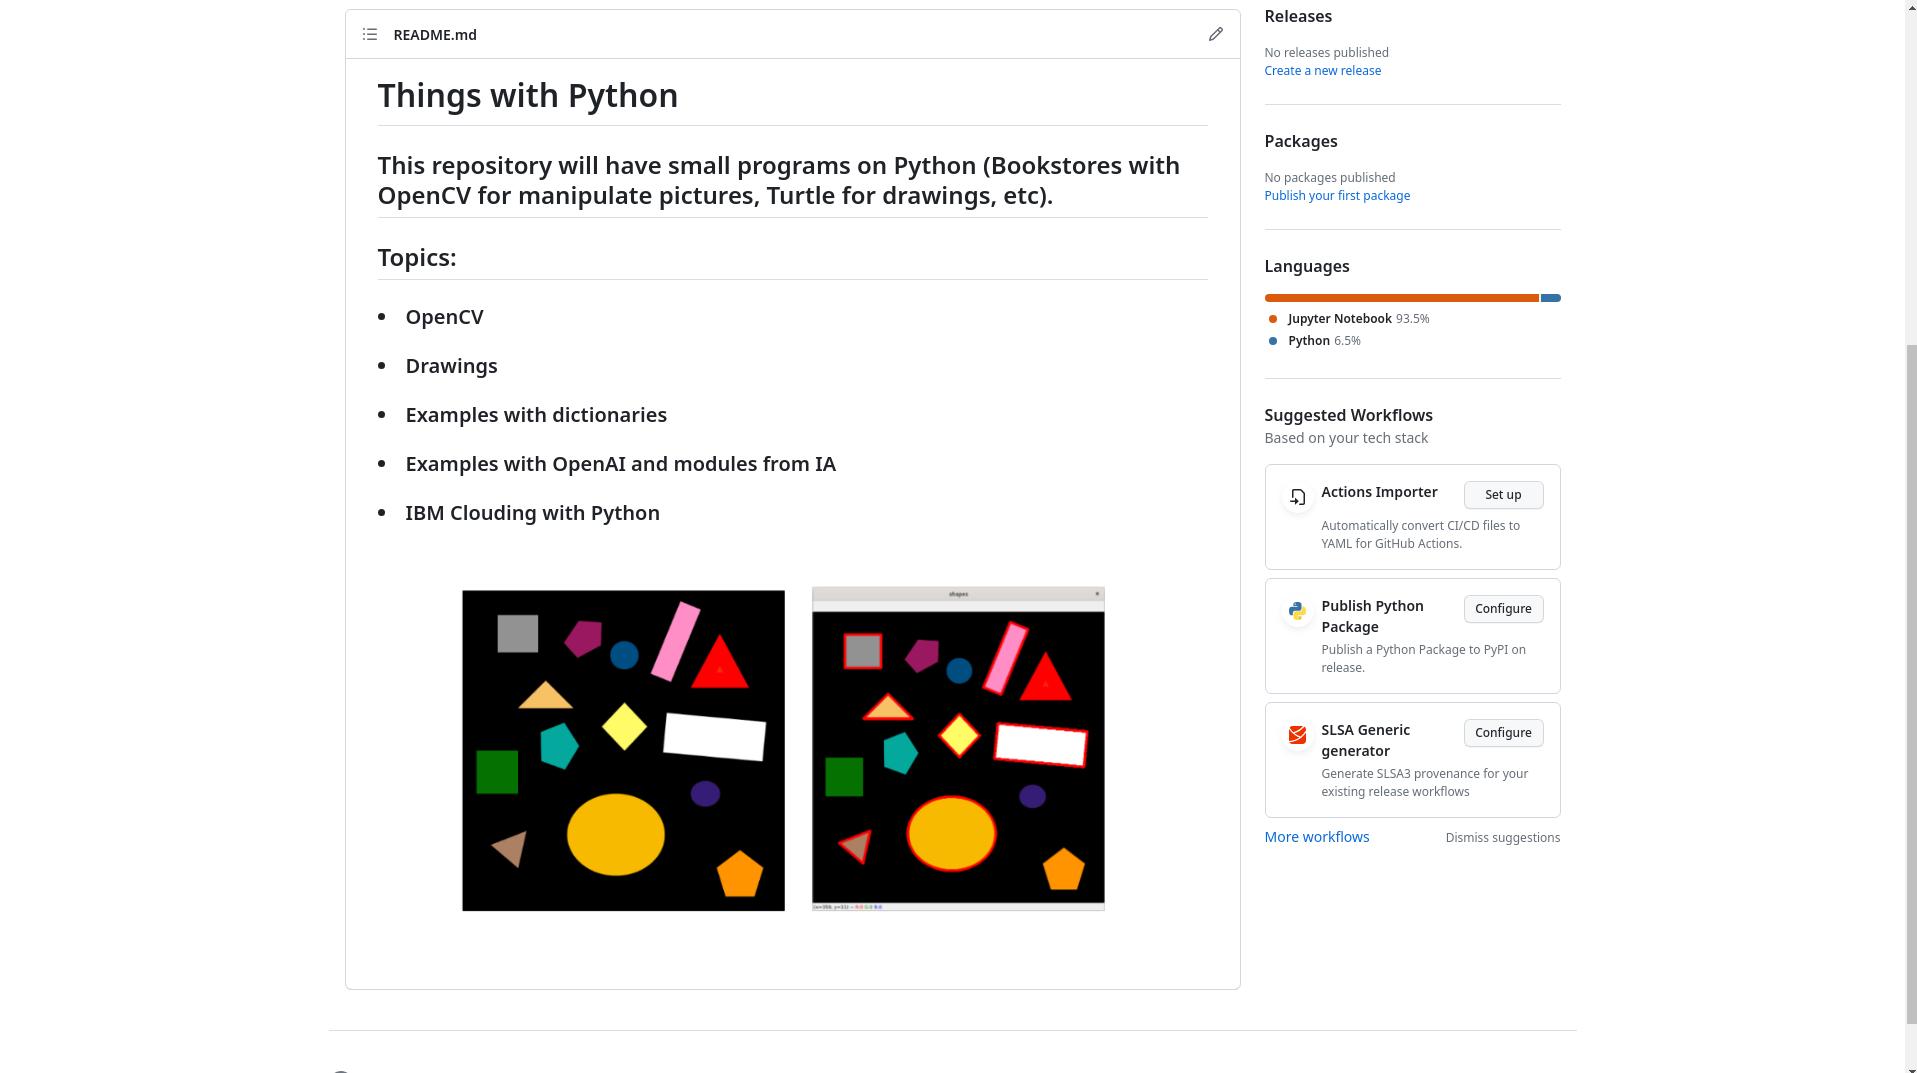 README.md
Things with Python
This repository will have small programs on Python (Bookstores with
OpenCV for manipulate pictures, Turtle for drawings, etc).
Topics:
OpenCV
Drawings
Examples with dictionaries
Examples with OpenAI and modules from IA
IBM Clouding with Python
shapes
Releases
No releases published
Create a new release
Packages
No packages published
Publish your first package
Languages
Jupyter Notebook 93.5%
Python 6.5%
Suggested Workflows
Based on your tech stack
Actions Importer
Set up
Automatically convert CI/CD files to
YAML for GitHub Actions.
Publish Python
Package
Configure
Publish a Python Package to PyPI on
release.
SLSA Generic
generator
Configure
Generate SLSA3 provenance for your
existing release workflows
More workflows
Dismiss suggestions